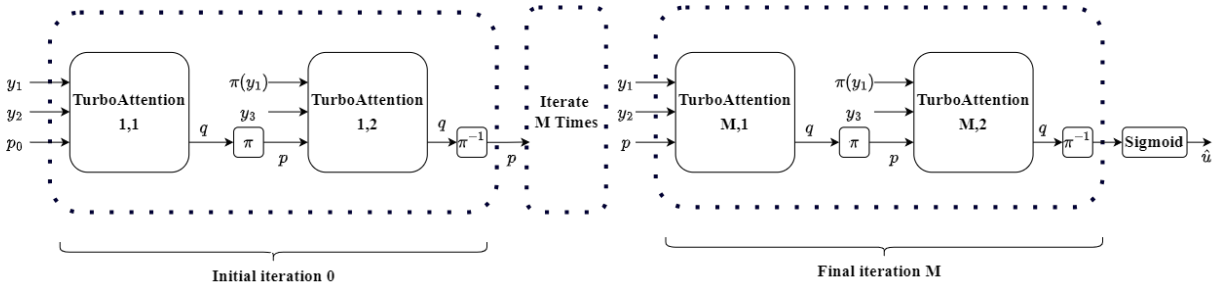 y₁
y₂
p₀
TurboAttention
1,1
q
π
p
π(y₁)
y₃
TurboAttention
1,2
q
π⁻¹
p
Iterate
M Times
y₁
y₂
p
TurboAttention
M,1
q
π
p
π(y₁)
y₃
TurboAttention
M,2
q
π⁻¹
Sigmoid
û
Initial iteration 0
Final iteration M